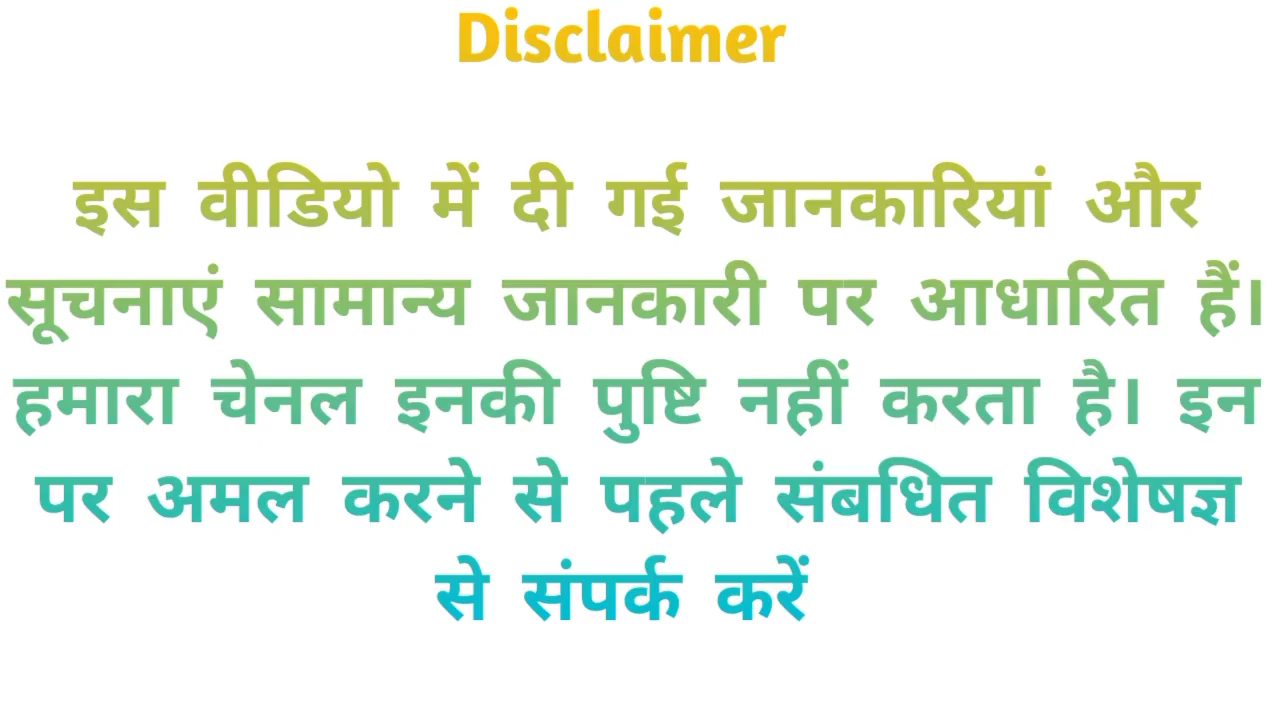 Disclaimer
इस वीडियो में दी गई जानकारियां और
सूचनाएं सामान्य जानकारी पर आधारित हैं।
हमारा चेनल इनकी पुष्टि नहीं करता है। इन
पर अमल करने से पहले संबधित विशेषज्ञ
से संपर्क करें